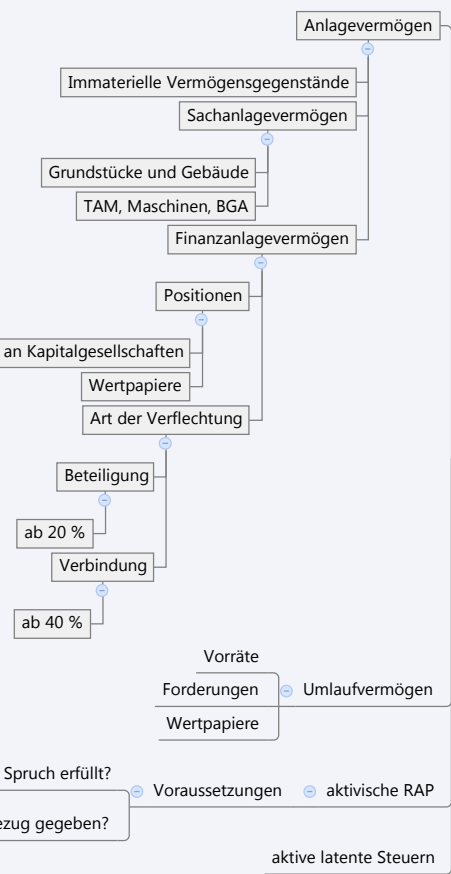 Anlagevermögen
Immaterielle Vermögensgegenstände
Sachanlagevermögen
Grundstücke und Gebäude
TAM, Maschinen, BGA
Finanzanlagevermögen
Positionen
an Kapitalgesellschaften
Wertpapiere
Art der Verflechtung
Beteiligung
ab 20 %
Verbindung
ab 40 %
Vorräte
Forderungen
Umlaufvermögen
Wertpapiere
Spruch erfüllt?
Voraussetzungen
aktivische RAP
gegeben?
aktive latente Steuern